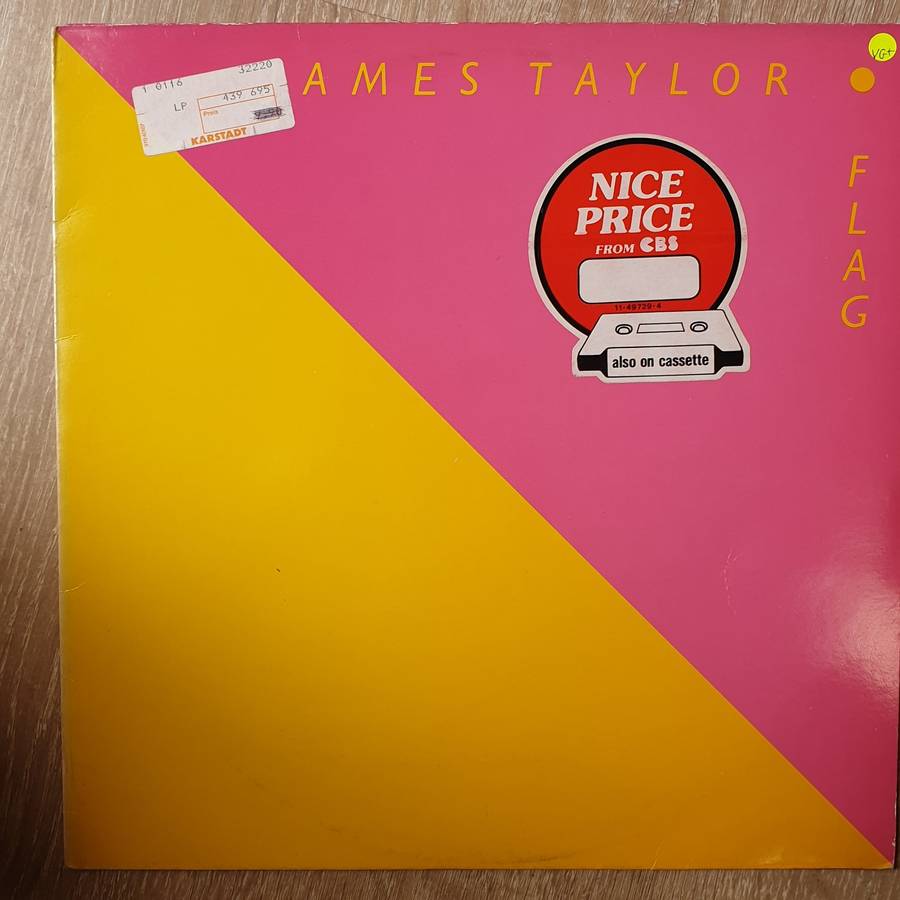 AMES TAYLOR
FLAG
VG+
1 0116 32220
LP 439 695
Preis
KARSTADT
NICE
PRICE
FROM CBS
11-49729-4
also on cassette